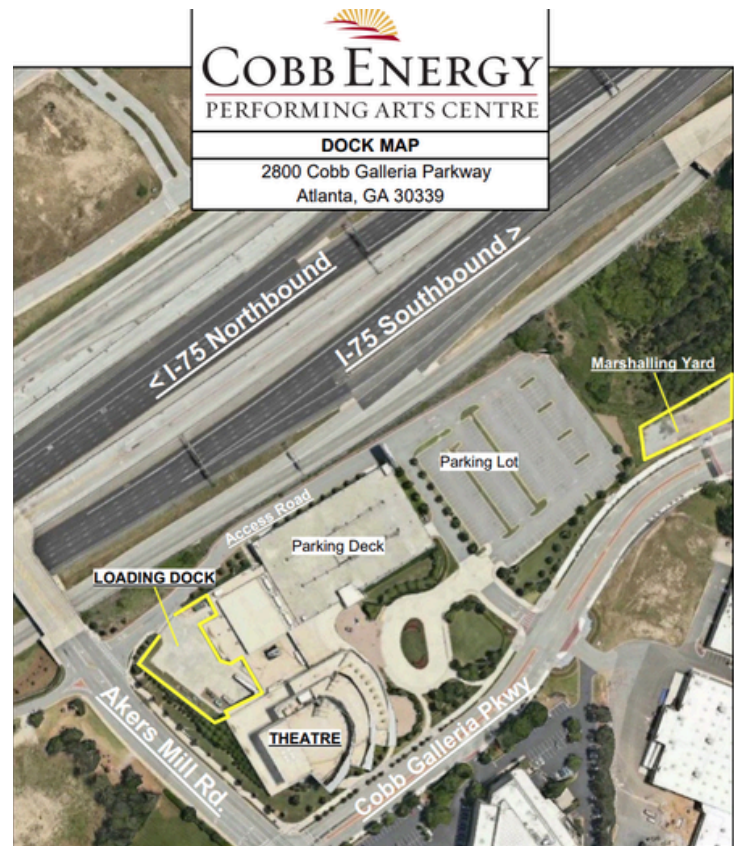 COBB ENERGY
PERFORMING ARTS CENTRE
DOCK MAP
2800 Cobb Galleria Parkway
Atlanta, GA 30339
< I-75 Northbound
I-75 Southbound >
Marshalling Yard
Parking Lot
Access Road
Parking Deck
LOADING DOCK
Akers Mill Rd.
THEATRE
Cobb Galleria Pkwy